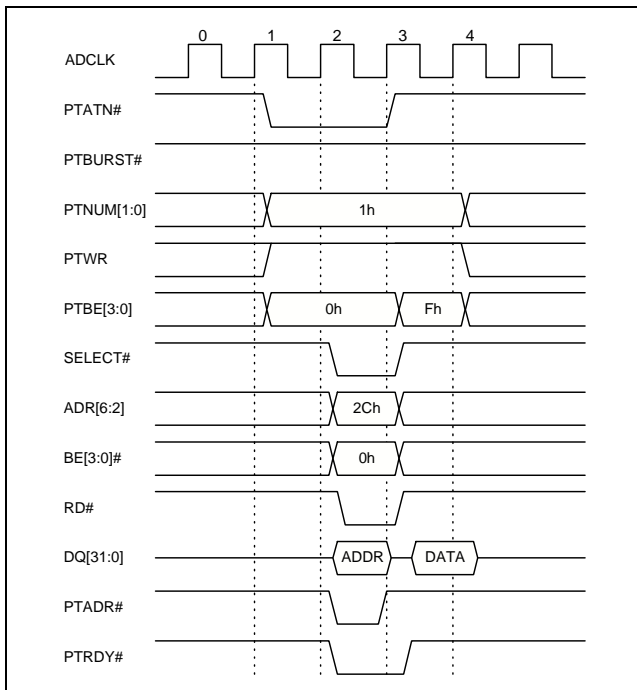 0 1 2 3 4
ADCLK
PTATN#
PTBURST#
PTNUM[1:0] 1h
PTWR
PTBE[3:0] 0h Fh
SELECT#
ADR[6:2] 2Ch
BE[3:0]# 0h
RD#
DQ[31:0] ADDR DATA
PTADR#
PTRDY#